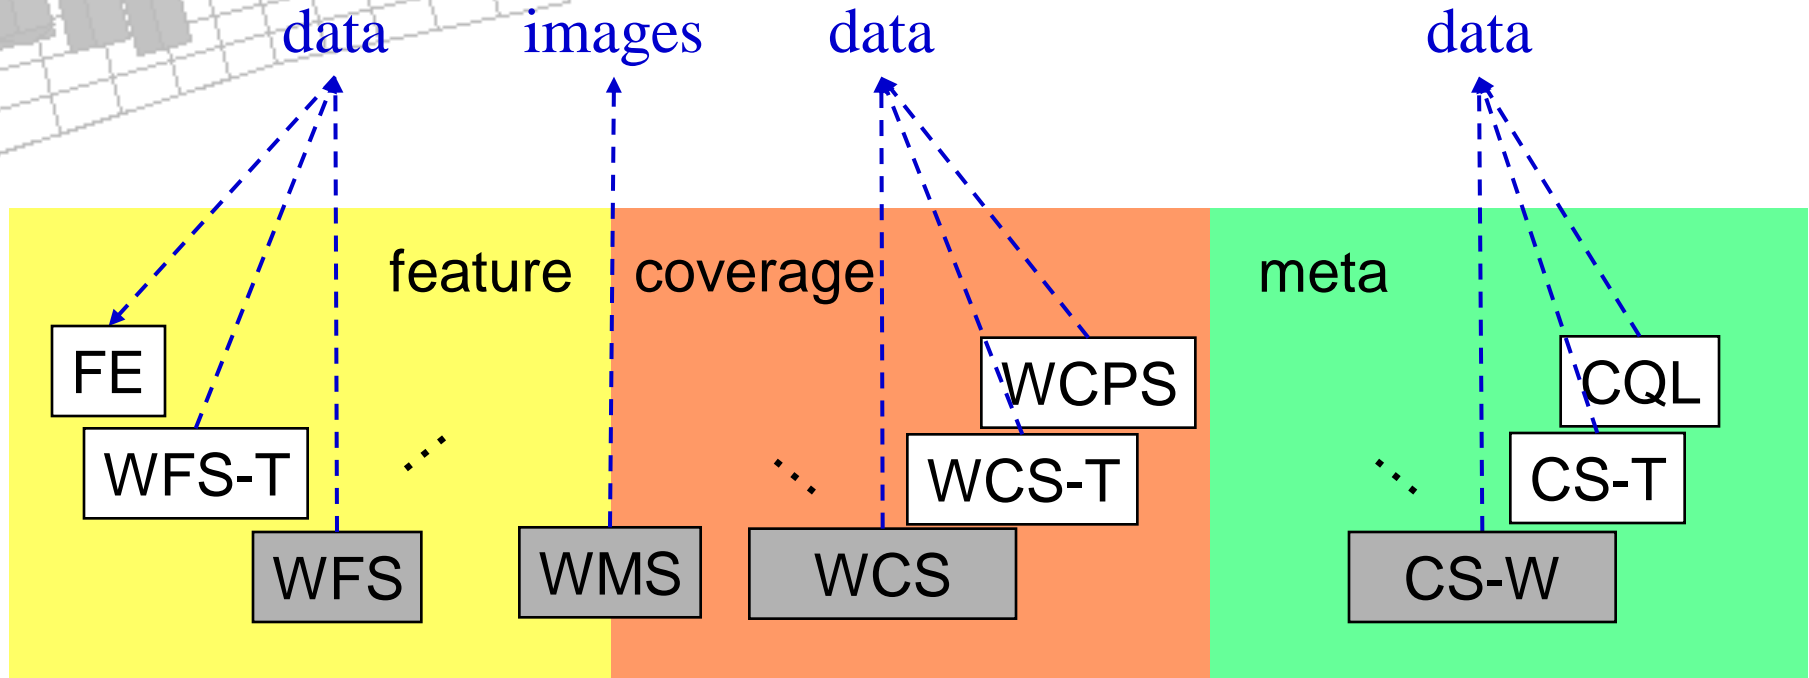 data images data data
feature coverage meta
FE WCPS CQL
WFS-T WCS-T CS-T
WFS WMS WCS CS-W